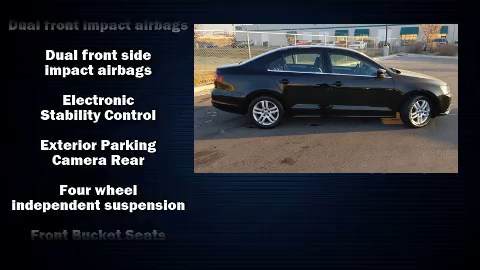 Dual front impact airbags
Dual front side
impact airbags
Electronic
Stability Control
Exterior Parking
Camera Rear
Four wheel
independent suspension
Front Bucket Seats